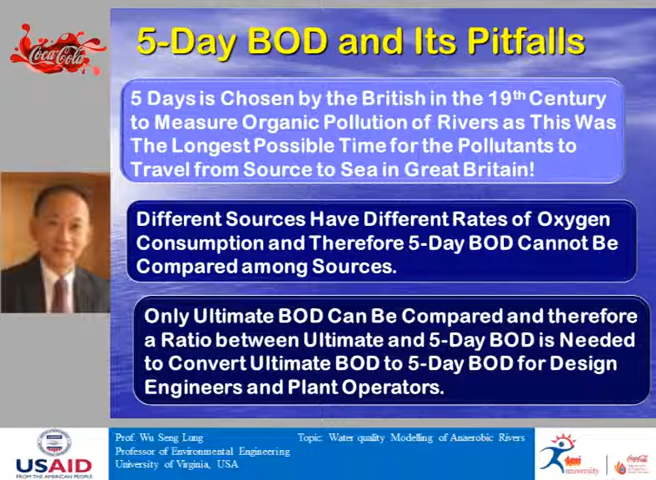 Coca-Cola
5-Day BOD and Its Pitfalls
5 Days is Chosen by the British in the 19th Century
to Measure Organic Pollution of Rivers as This Was
The Longest Possible Time for the Pollutants to
Travel from Source to Sea in Great Britain!
Different Sources Have Different Rates of Oxygen
Consumption and Therefore 5-Day BOD Cannot Be
Compared among Sources.
Only Ultimate BOD Can Be Compared and therefore
a Ratio between Ultimate and 5-Day BOD is Needed
to Convert Ultimate BOD to 5-Day BOD for Design
Engineers and Plant Operators.
USAID
FROM THE AMERICAN PEOPLE
Prof. Wu Seng Lung
Topic: Water quality Modelling of Anaerobic Rivers
Professor of Environmental Engineering
University of Virginia, USA
teri
university
Coca-Cola